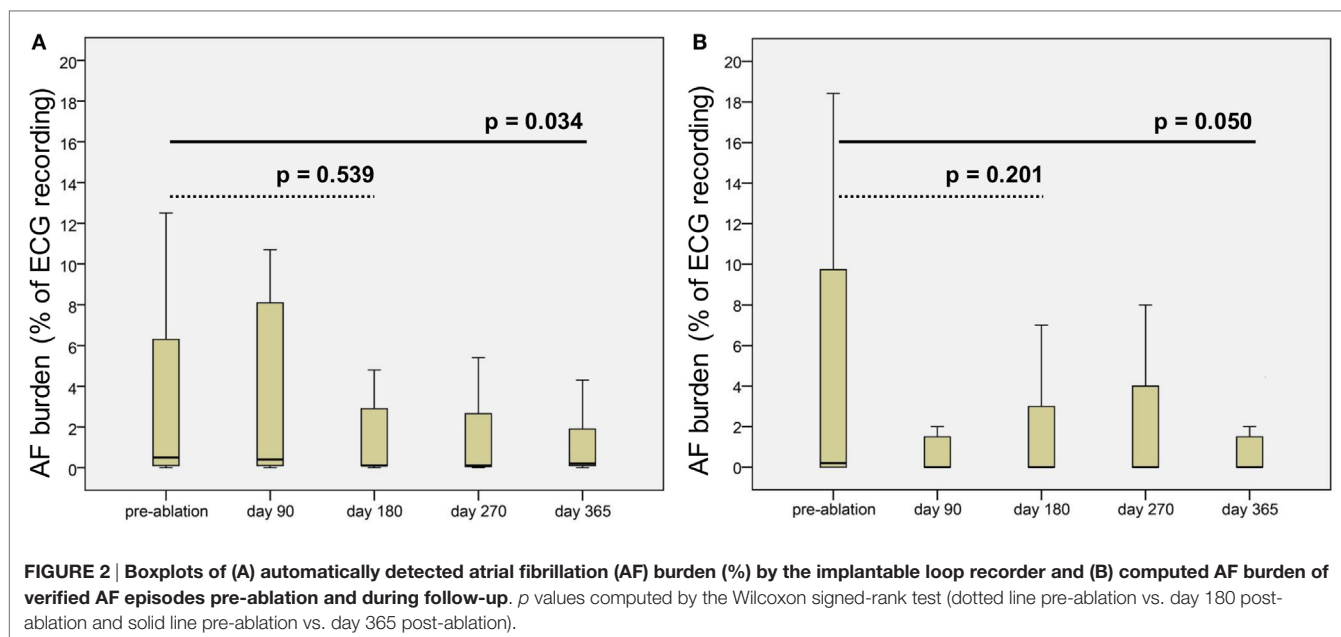 A
AF burden (% of ECG recording)
20
18
16
14
12
10
8
6
4
2
0
p = 0.034
p = 0.539
pre-ablation day 90 day 180 day 270 day 365
B
AF burden (% of ECG recording)
20
18
16
14
12
10
8
6
4
2
0
p = 0.050
p = 0.201
pre-ablation day 90 day 180 day 270 day 365
FIGURE 2 | Boxplots of (A) automatically detected atrial fibrillation (AF) burden (%) by the implantable loop recorder and (B) computed AF burden of
verified AF episodes pre-ablation and during follow-up. p values computed by the Wilcoxon signed-rank test (dotted line pre-ablation vs. day 180 post-
ablation and solid line pre-ablation vs. day 365 post-ablation).